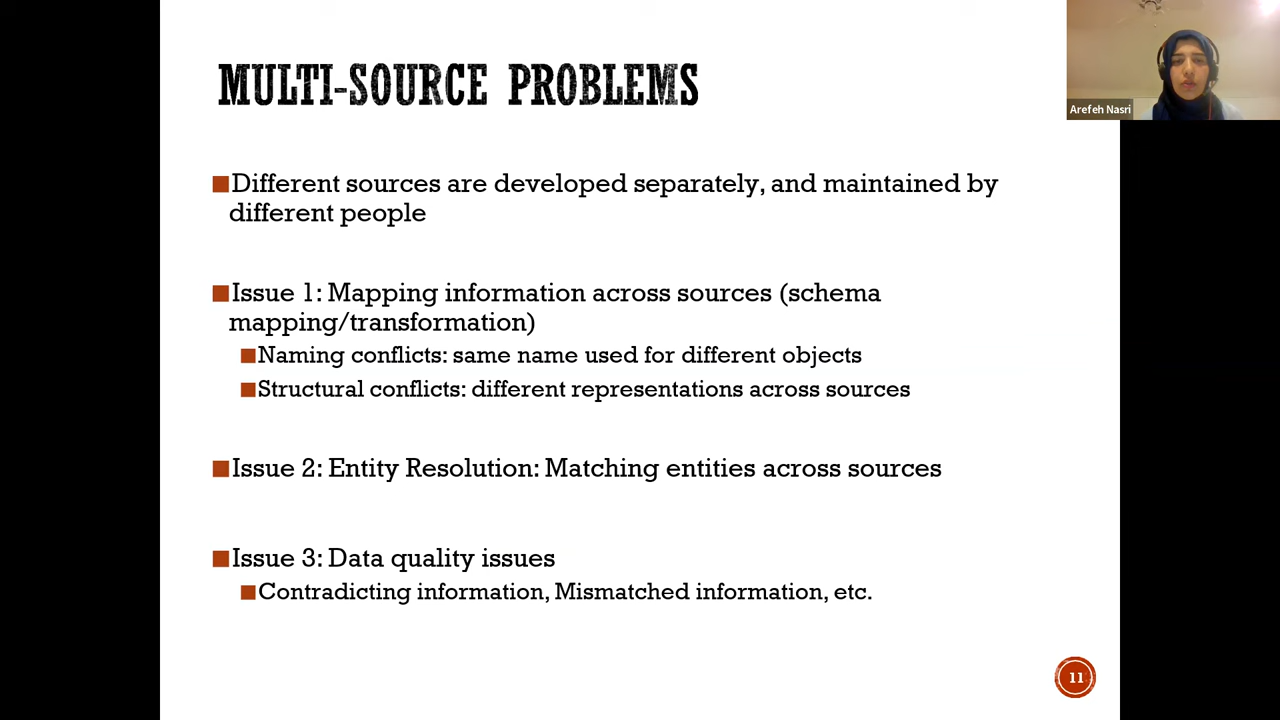 MULTI-SOURCE PROBLEMS
Arefeh Nasri
Different sources are developed separately, and maintained by
different people
Issue 1: Mapping information across sources (schema
mapping/transformation)
Naming conflicts: same name used for different objects
Structural conflicts: different representations across sources
Issue 2: Entity Resolution: Matching entities across sources
Issue 3: Data quality issues
Contradicting information, Mismatched information, etc.
11